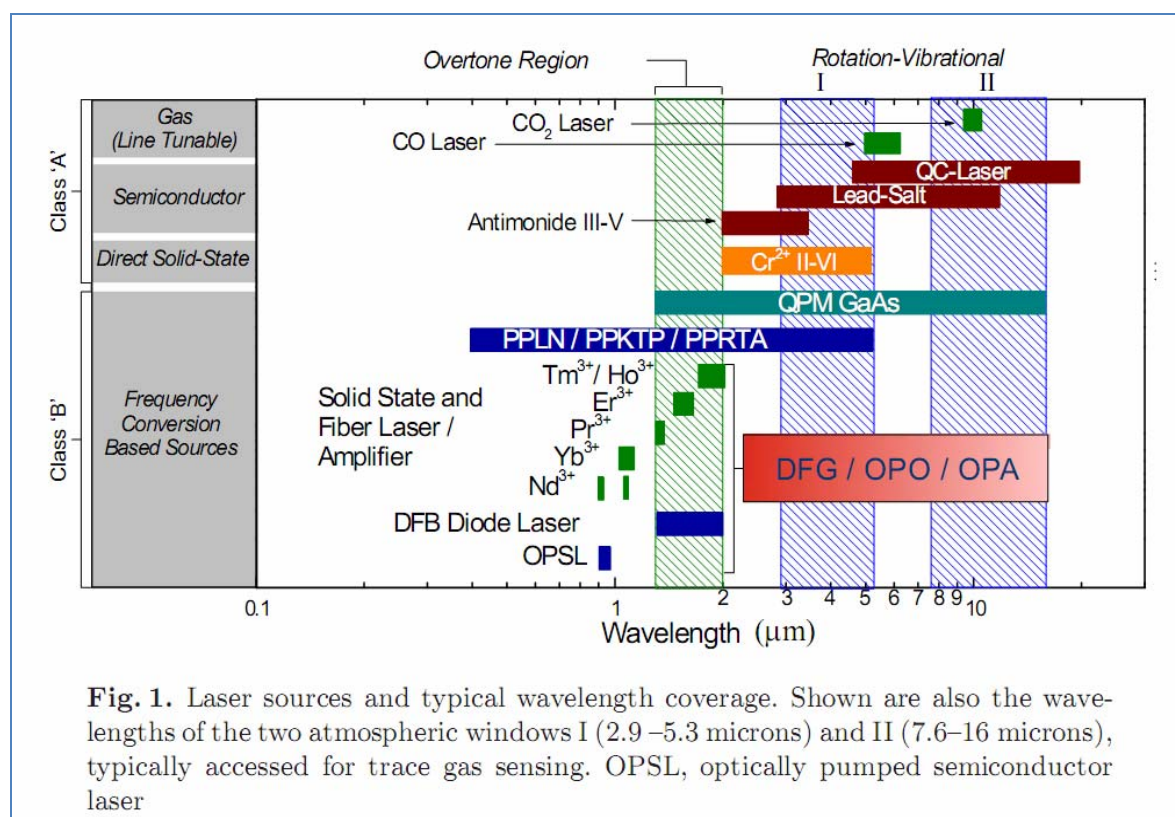 Overtone Region
Rotation-Vibrational
I
II
Class ‘A’
Class ‘B’
Gas
(Line Tunable)
Semiconductor
Direct Solid-State
Frequency
Conversion
Based Sources
CO₂ Laser
CO Laser
QC-Laser
Lead-Salt
Antimonide III-V
Cr²⁺ II-VI
QPM GaAs
PPLN / PPKTP / PPRTA
Solid State and
Fiber Laser /
Amplifier
Tm³⁺/ Ho³⁺
Er³⁺
Pr³⁺
Yb³⁺
Nd³⁺
DFB Diode Laser
OPSL
DFG / OPO / OPA
0.1 1 2 3 4 5 6 7 8 9 10
Wavelength (μm)
Fig. 1. Laser sources and typical wavelength coverage. Shown are also the wave-
lengths of the two atmospheric windows I (2.9 –5.3 microns) and II (7.6–16 microns),
typically accessed for trace gas sensing. OPSL, optically pumped semiconductor
laser